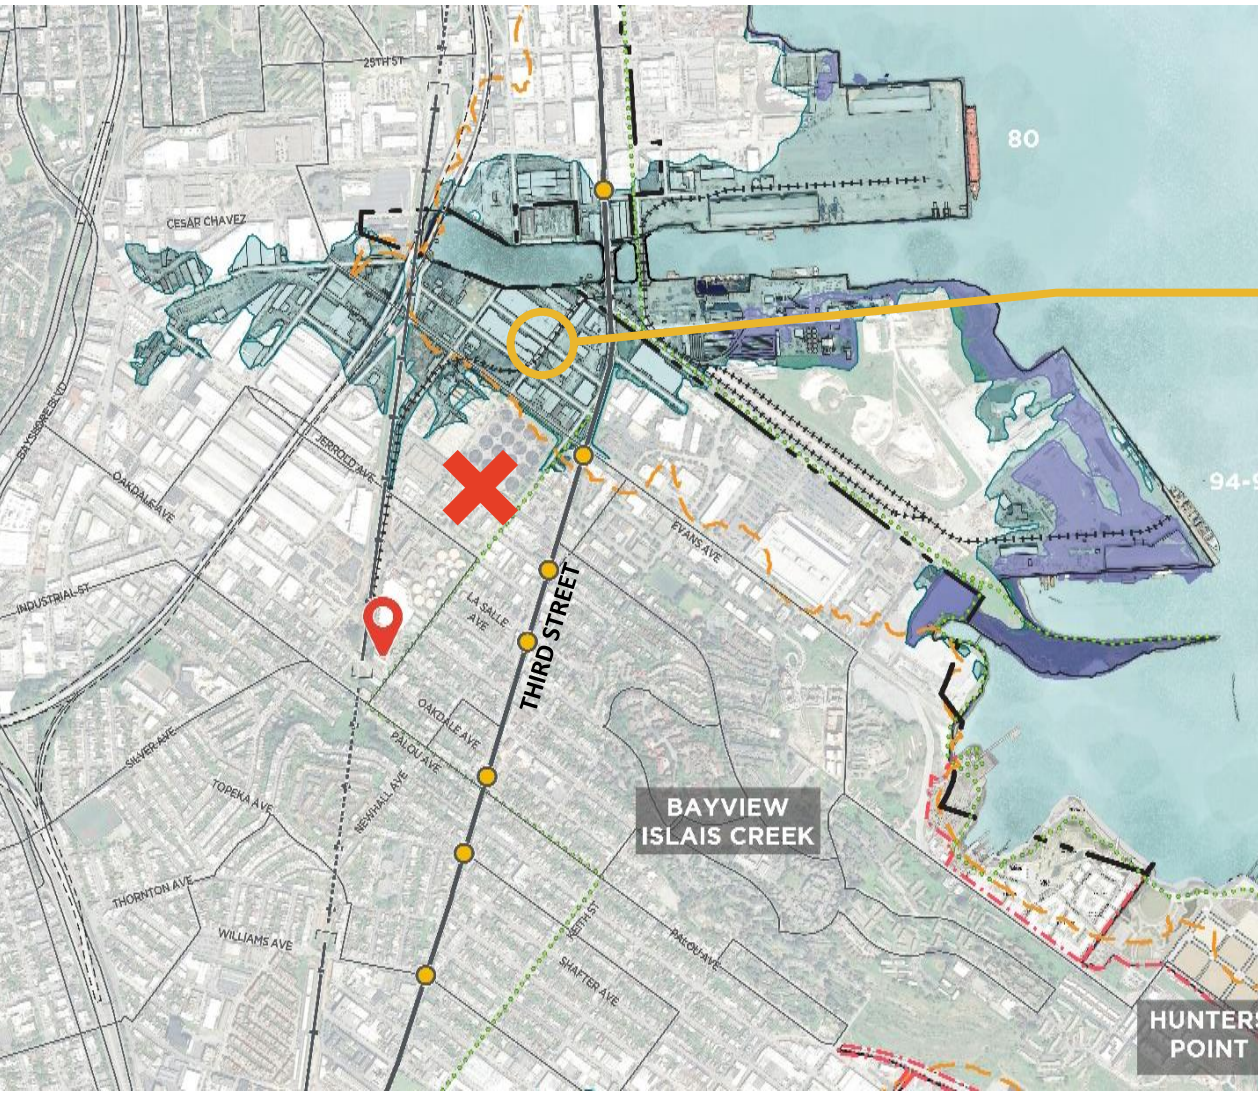 25TH ST
80
CESAR CHAVEZ
BAYSHORE BLVD
JERROLD AVE
OAKDALE AVE
94-9
EVANS AVE
INDUSTRIAL ST
LA SALLE
AVE
THIRD STREET
OAKDALE AVE
PALOU AVE
SILVER AVE
TOPEKA AVE
NEWHALL AVE
BAYVIEW
ISLAIS CREEK
THORNTON AVE
WILLIAMS AVE
KEITH ST
PALOU AVE
SHAFTER AVE
HUNTERS
POINT